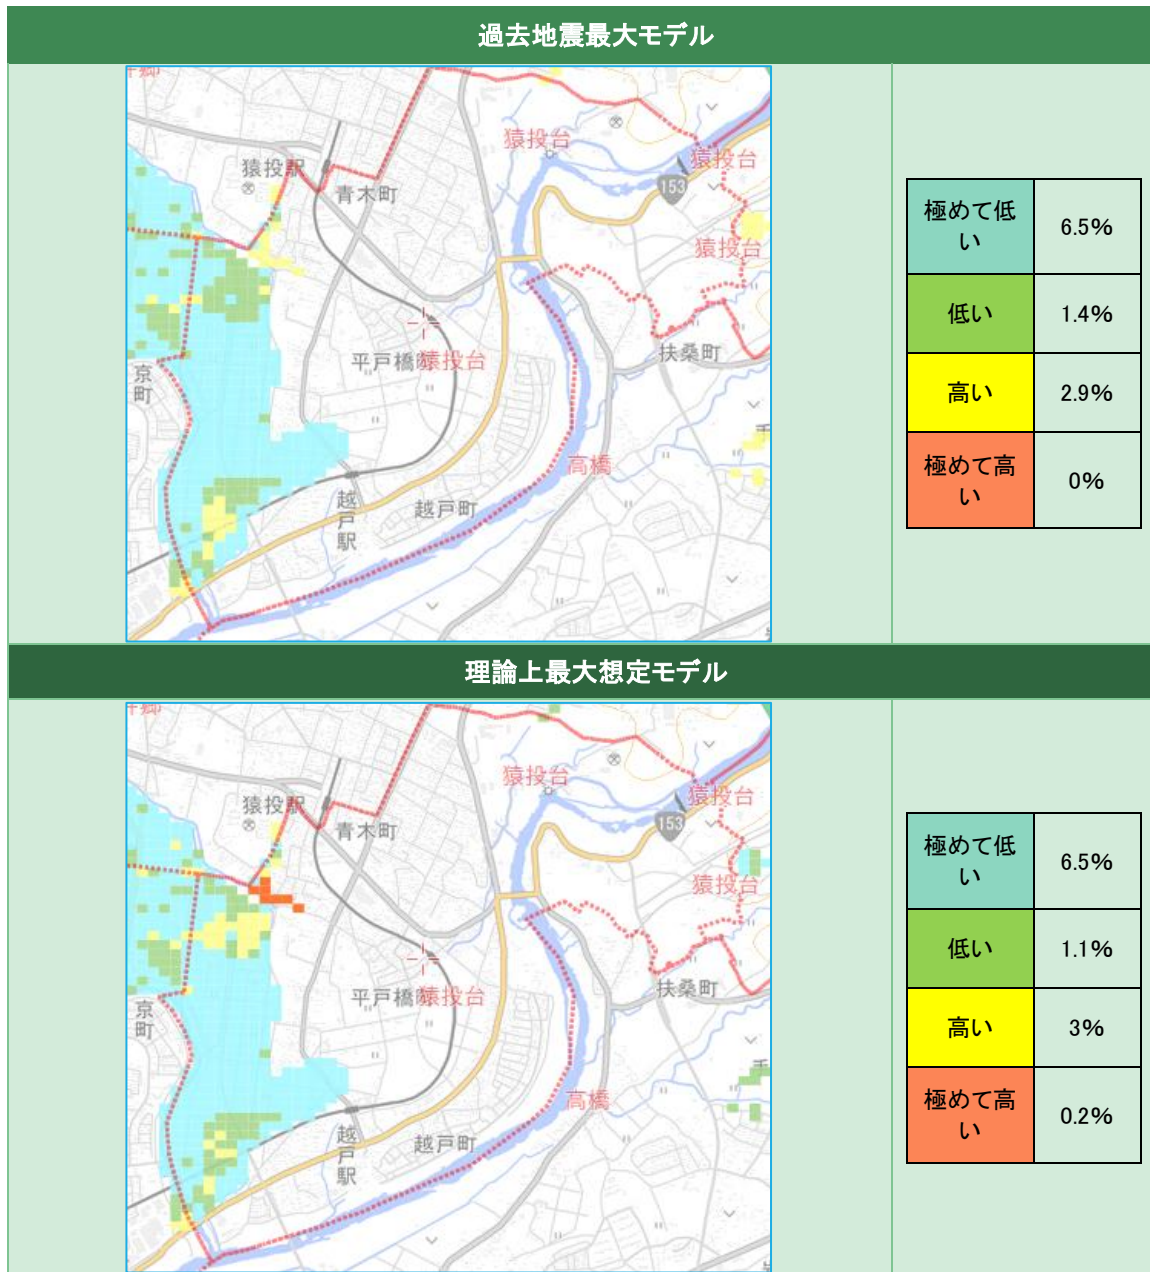 過去地震最大モデル
猿投台
猿投駅
猿投台
153
青木町
猿投台
扶桑町
平戸橋町
猿投台
京町
高橋
越戸駅
越戸町
極めて低い
6.5%
低い
1.4%
高い
2.9%
極めて高い
0%
理論上最大想定モデル
猿投台
猿投台
猿投駅
153
青木町
猿投台
扶桑町
猿投台
京町
高橋
越戸駅
越戸町
極めて低い
6.5%
低い
1.1%
高い
3%
極めて高い
0.2%